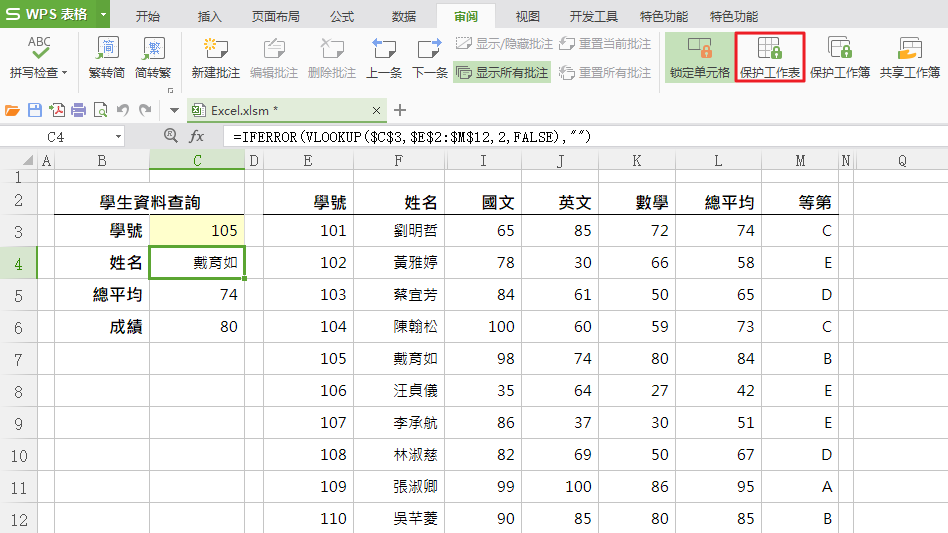 S WPS 表格 开始 插入 页面布局 公式 数据 审阅 视图 开发工具 特色功能 特色功能
ABC 拼写检查 简 繁转简 繁 简转繁 新建批注 编辑批注 删除批注 上一条 下一条 显示/隐藏批注 重置当前批注
显示所有批注 重置所有批注 锁定单元格 保护工作表 保护工作簿 共享工作簿
Excel.xlsm *
C4 fx =IFERROR(VLOOKUP($C$3,$E$2:$M$12,2,FALSE),"")
A B C D E F I J K L M N Q
1
2 學生資料查詢 學號 姓名 國文 英文 數學 總平均 等第
3 學號 105 101 劉明哲 65 85 72 74 C
4 姓名 戴育如 102 黃雅婷 78 30 66 58 E
5 總平均 74 103 蔡宜芳 84 61 50 65 D
6 成績 80 104 陳翰松 100 60 59 73 C
7 105 戴育如 98 74 80 84 B
8 106 汪貞儀 35 64 27 42 E
9 107 李承航 86 37 30 51 E
10 108 林淑慈 82 69 50 67 D
11 109 張淑卿 99 100 86 95 A
12 110 吳芊菱 90 85 80 85 B